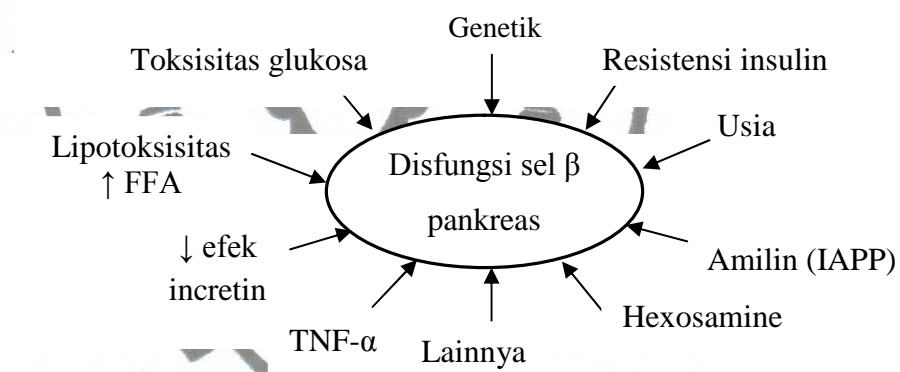 Genetik
Toksisitas glukosa
Resistensi insulin
Usia
Lipotoksisitas
↑ FFA
Disfungsi sel β
pankreas
↓ efek
incretin
Amilin (IAPP)
Hexosamine
TNF-α
Lainnya